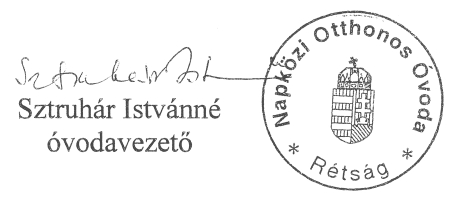 Sztruhár Istvánné
óvodavezető
Napközi Otthonos Óvoda
* Rétság *